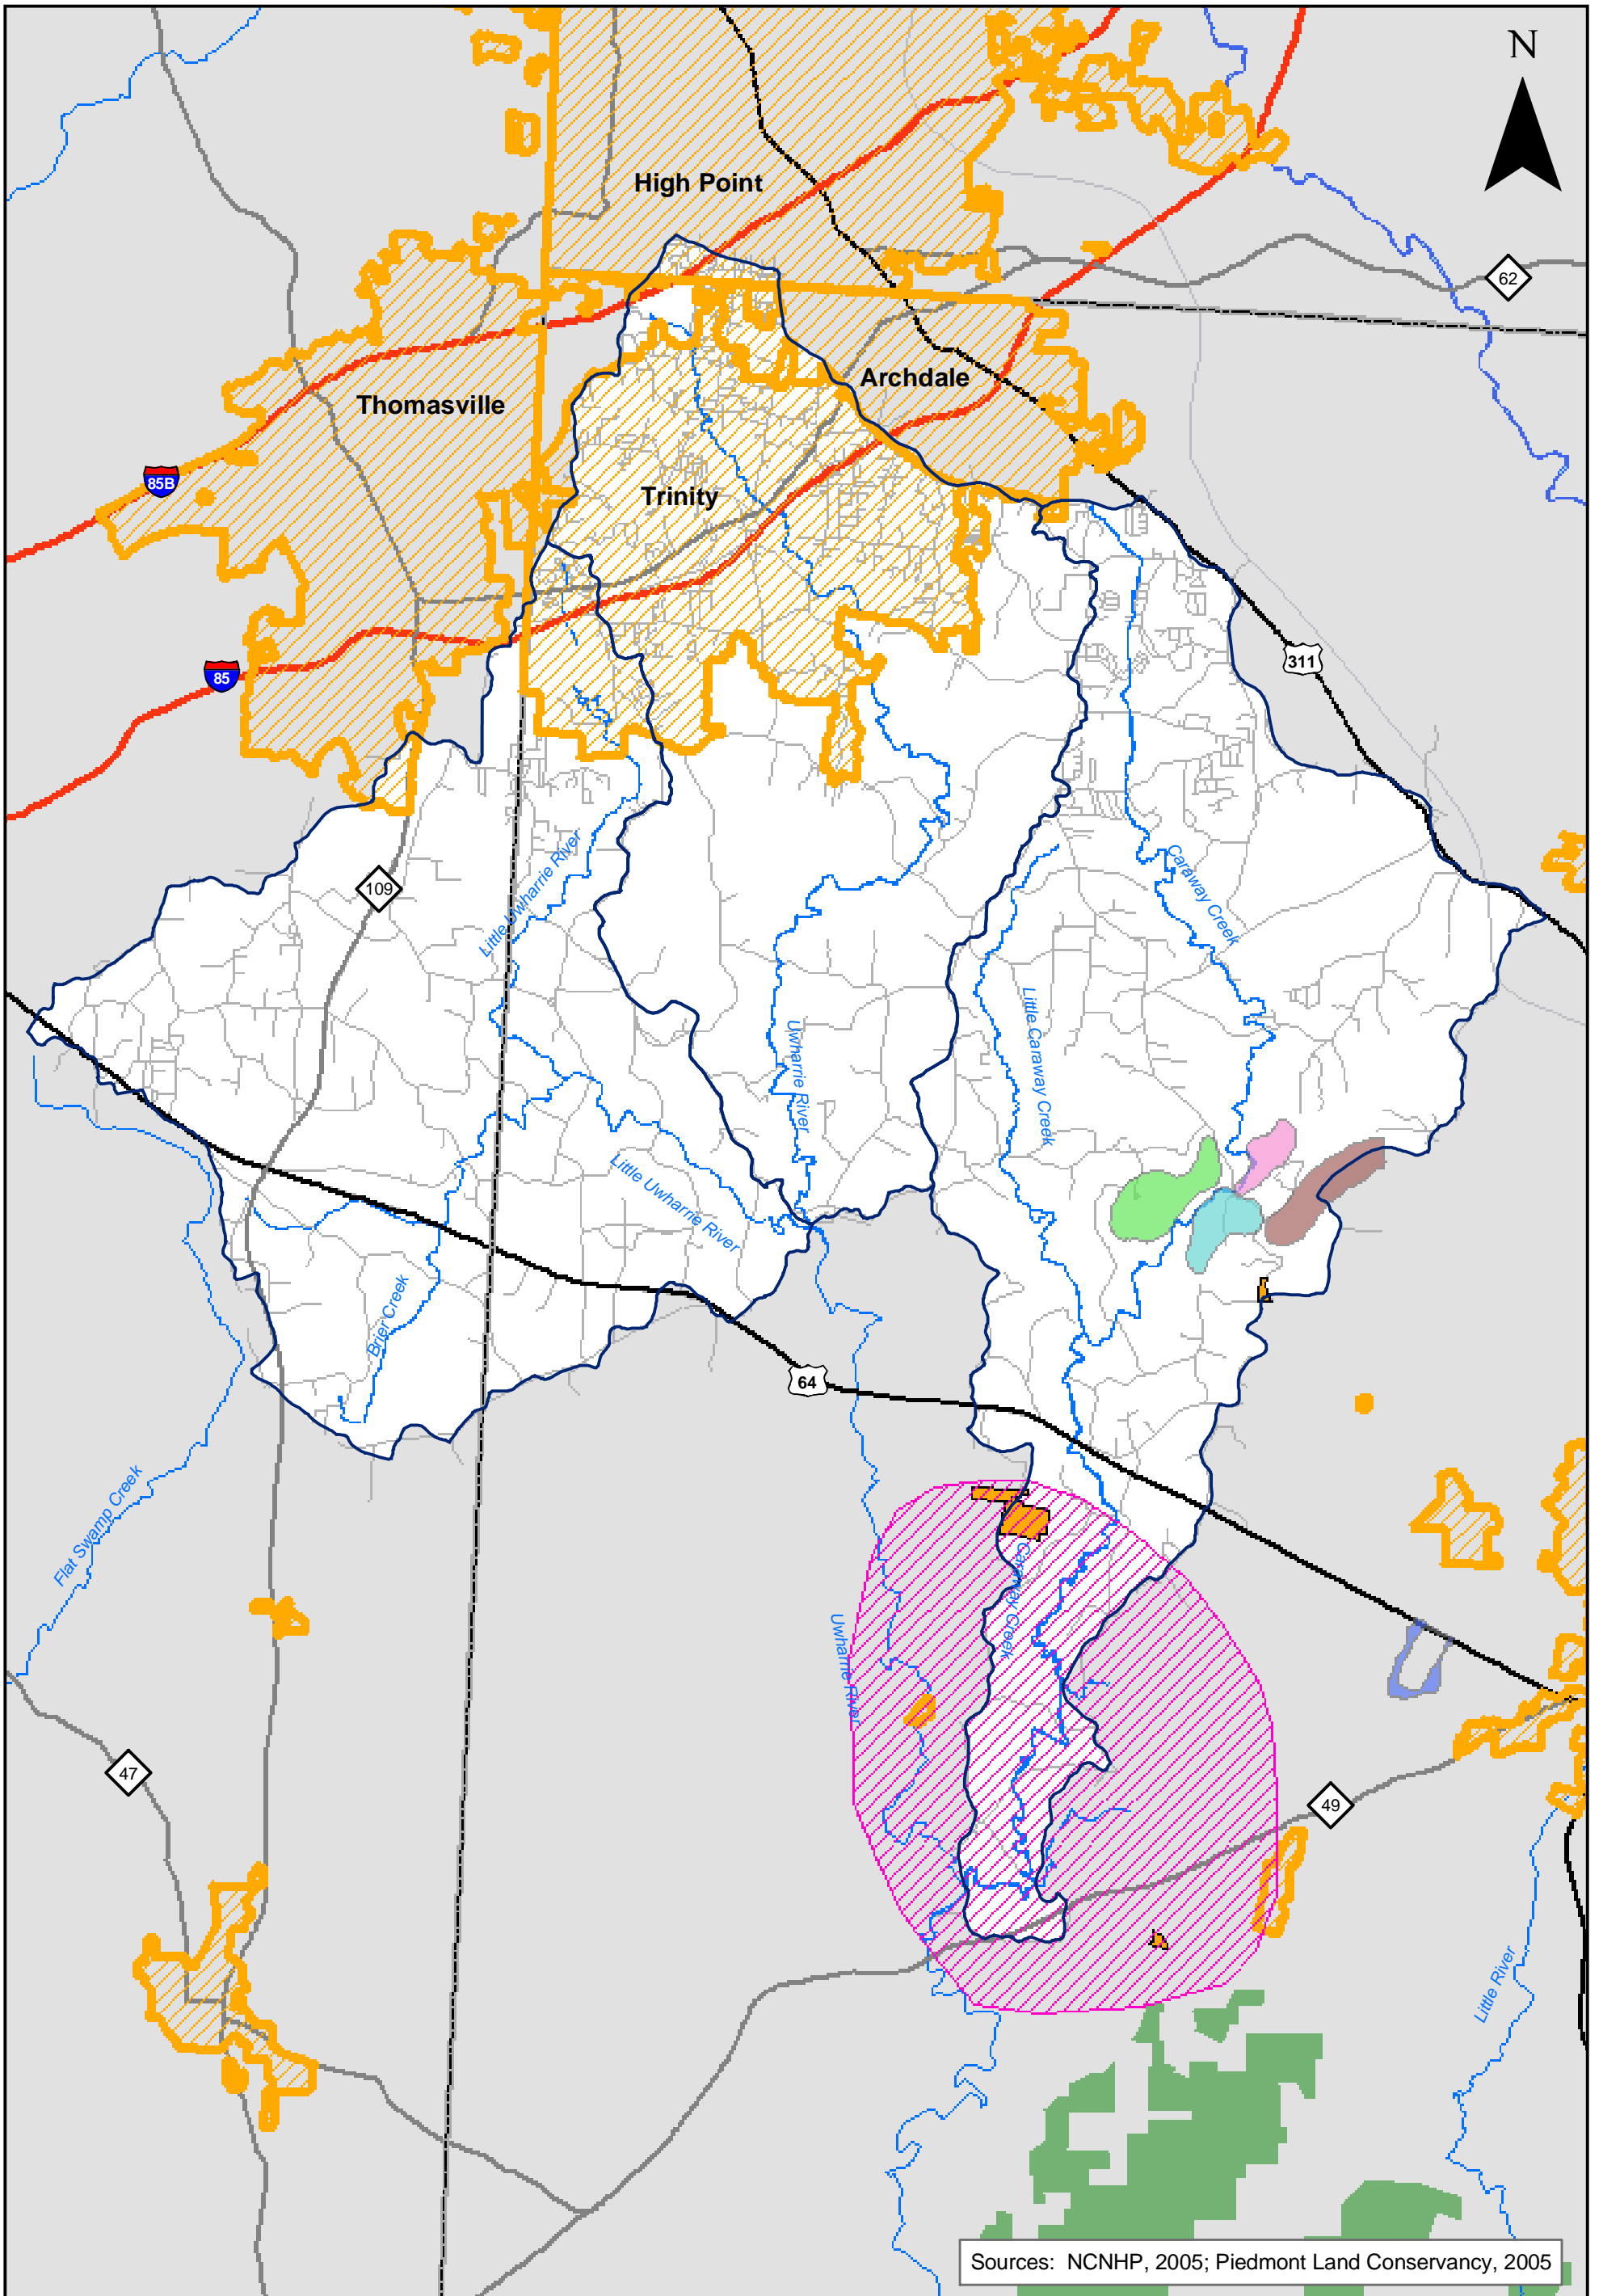 N
High Point
62
Archdale
Thomasville
85B
Trinity
311
85
109
Little Uwharrie River
Caraway Creek
Little Caraway Creek
Uwharrie River
Little Uwharrie River
Brier Creek
64
Flat Swamp Creek
Caraway Creek
Uwharrie River
47
49
Little River
Sources: NCNHP, 2005; Piedmont Land Conservancy, 2005